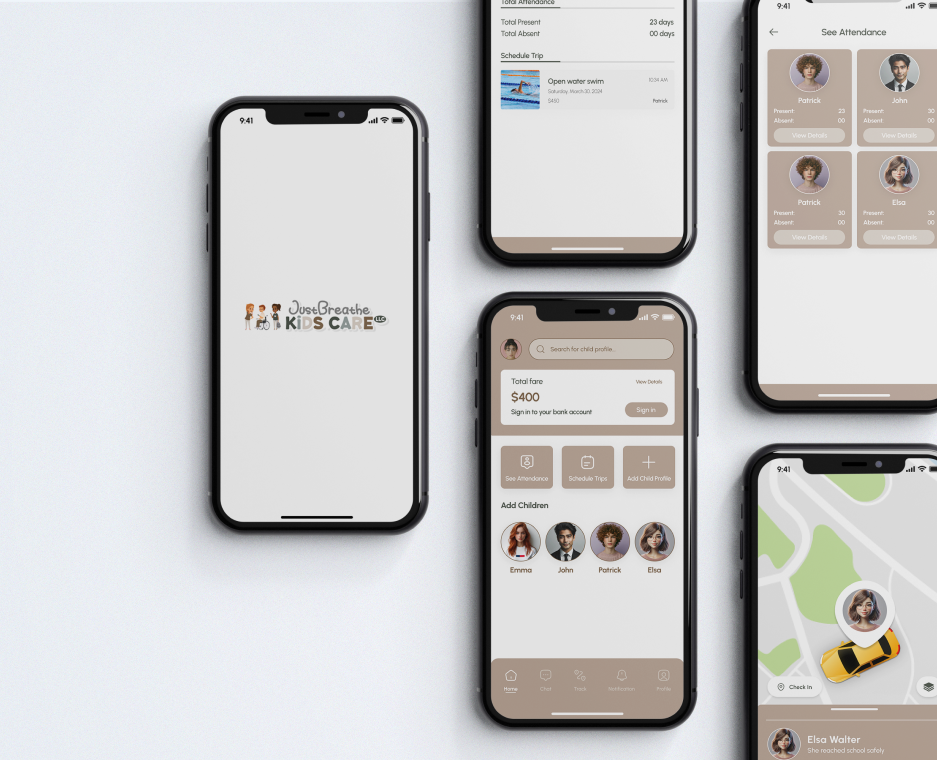 9:41
JustBreathe
KiDS CARE LLC
Total Attendance
Total Present 23 days
Total Absent 00 days
Schedule Trip
Open water swim 10:34 AM
Saturday, March 30, 2024
$450 Patrick
9:41
Search for child profile..
Total fare View Details
$400
Sign in to your bank account Sign in
See Attendance Schedule Trips Add Child Profile
Add Children
Emma John Patrick Elsa
Home Chat Track Notification Profile
9:41
See Attendance
Patrick John
Present 23 Present 30
Absent 00 Absent 00
View Details View Details
Patrick Elsa
Present 30 Present 30
Absent 00 Absent 00
View Details View Details
9:41
Check In
Elsa Walter
She reached school safely